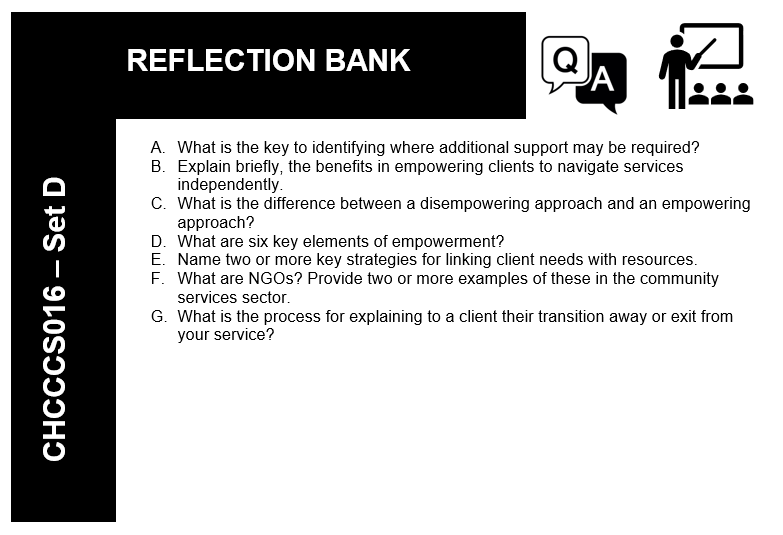 REFLECTION BANK
Q
A
CHCCCS016 – Set D
A. What is the key to identifying where additional support may be required?
B. Explain briefly, the benefits in empowering clients to navigate services
independently.
C. What is the difference between a disempowering approach and an empowering
approach?
D. What are six key elements of empowerment?
E. Name two or more key strategies for linking client needs with resources.
F. What are NGOs? Provide two or more examples of these in the community
services sector.
G. What is the process for explaining to a client their transition away or exit from
your service?